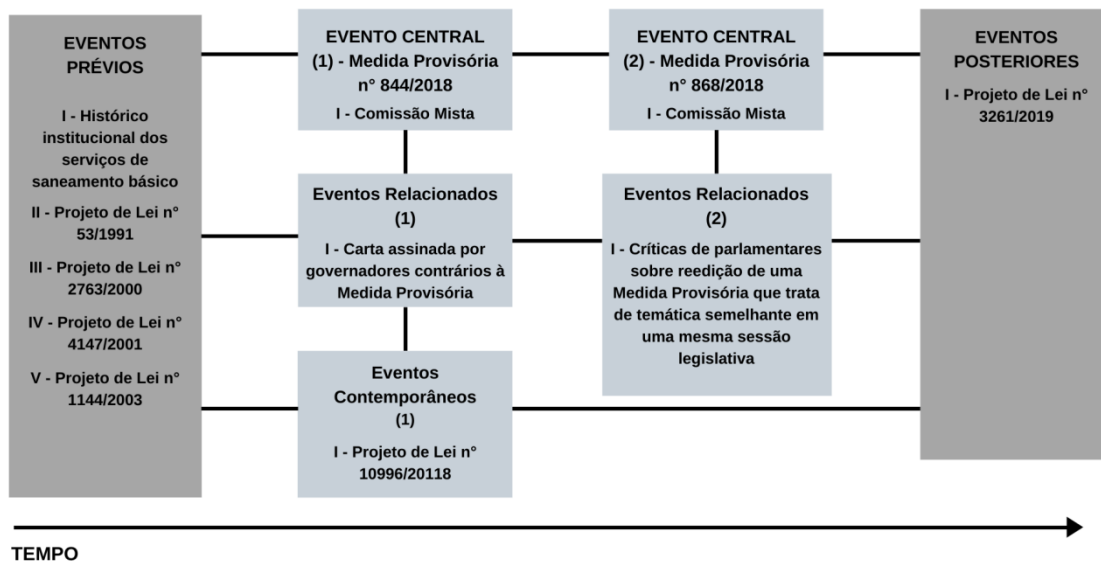 EVENTOS
PRÉVIOS
I - Histórico
institucional dos
serviços de
saneamento básico
II - Projeto de Lei n°
53/1991
III - Projeto de Lei n°
2763/2000
IV - Projeto de Lei n°
4147/2001
V - Projeto de Lei n°
1144/2003
EVENTO CENTRAL
(1) - Medida Provisória
n° 844/2018
I - Comissão Mista
Eventos Relacionados
(1)
I - Carta assinada por
governadores contrários à
Medida Provisória
Eventos
Contemporâneos
(1)
I - Projeto de Lei n°
10996/20118
EVENTO CENTRAL
(2) - Medida Provisória
n° 868/2018
I - Comissão Mista
Eventos Relacionados
(2)
I - Críticas de parlamentares
sobre reedição de uma
Medida Provisória que trata
de temática semelhante em
uma mesma sessão
legislativa
EVENTOS
POSTERIORES
I - Projeto de Lei n°
3261/2019
TEMPO